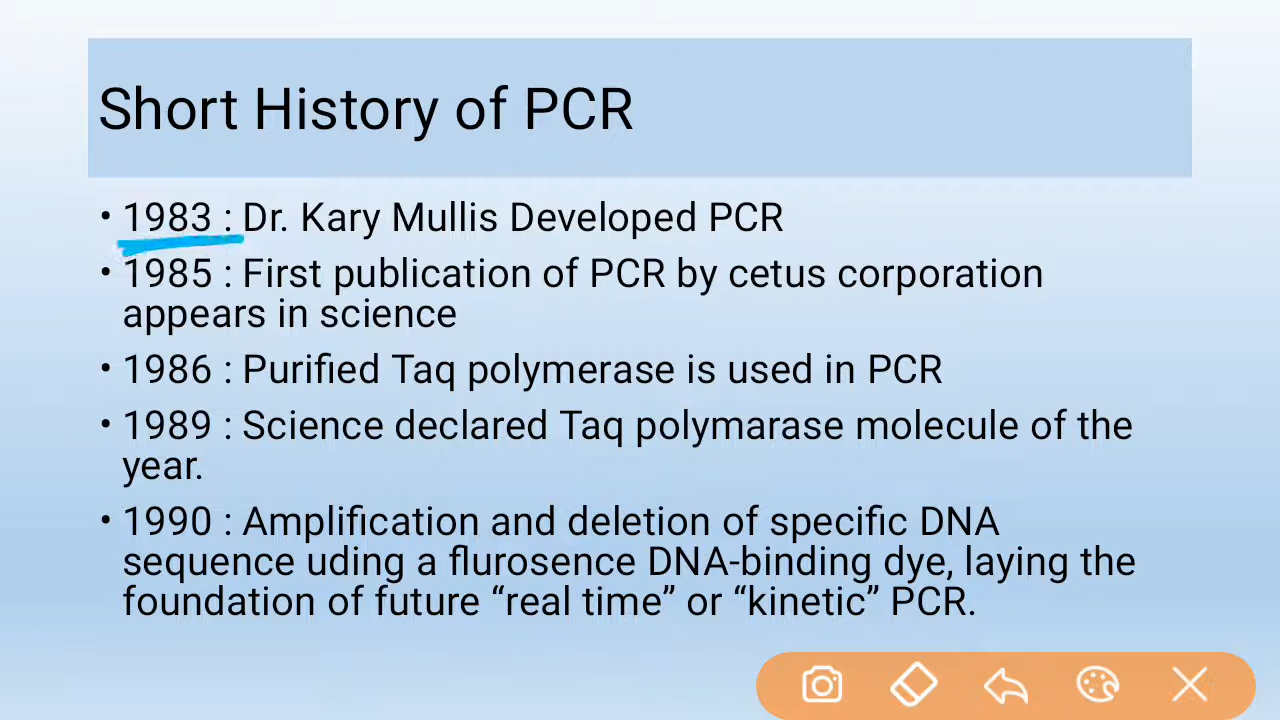 Short History of PCR
• 1983 : Dr. Kary Mullis Developed PCR
• 1985 : First publication of PCR by cetus corporation
appears in science
• 1986 : Purified Taq polymerase is used in PCR
• 1989 : Science declared Taq polymarase molecule of the
year.
• 1990 : Amplification and deletion of specific DNA
sequence uding a flurosence DNA-binding dye, laying the
foundation of future “real time” or “kinetic” PCR.